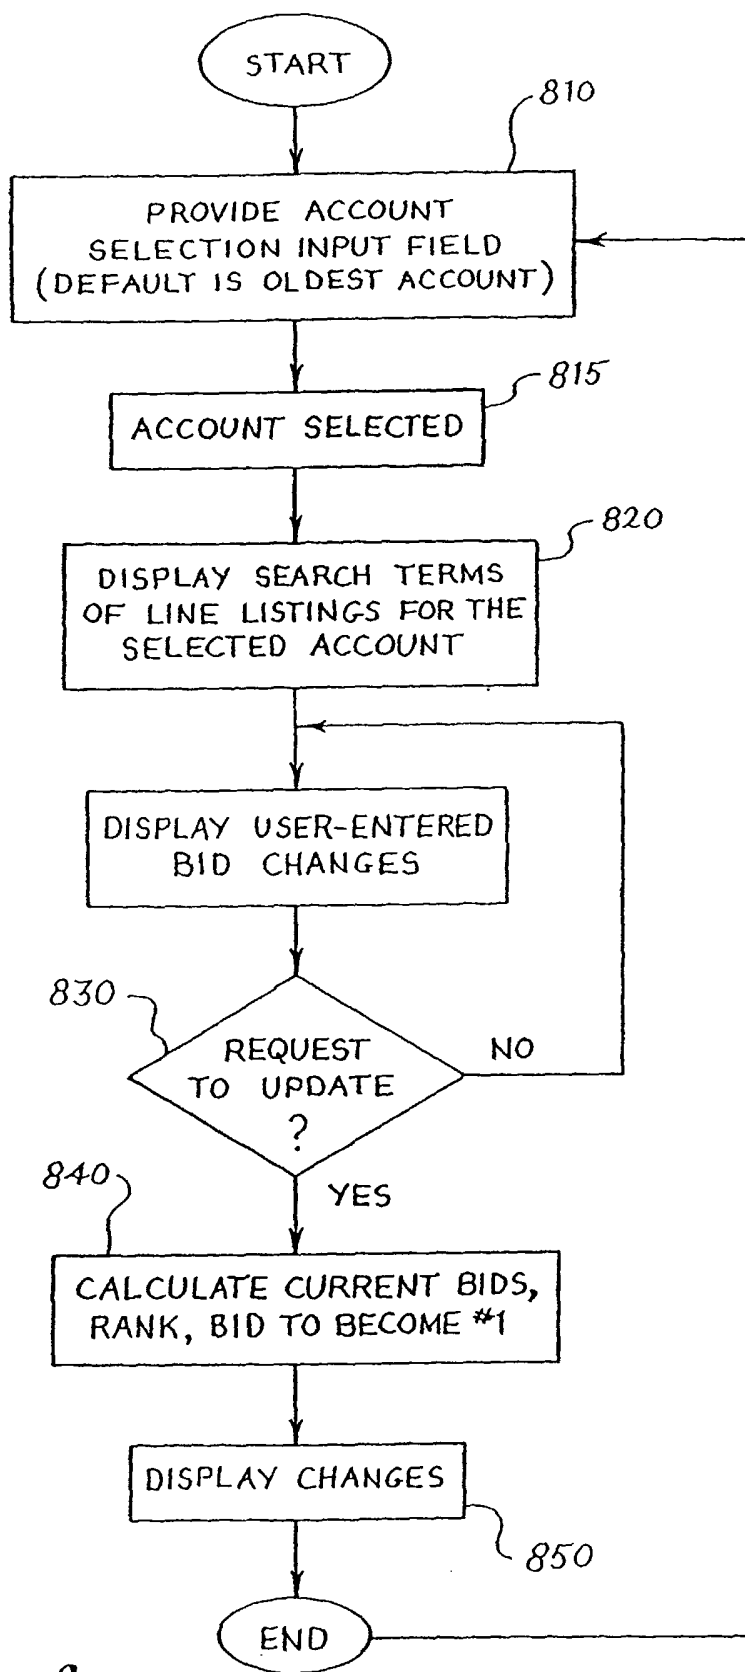 START
810
PROVIDE ACCOUNT
SELECTION INPUT FIELD
(DEFAULT IS OLDEST ACCOUNT)
815
ACCOUNT SELECTED
820
DISPLAY SEARCH TERMS
OF LINE LISTINGS FOR THE
SELECTED ACCOUNT
DISPLAY USER-ENTERED
BID CHANGES
830
REQUEST
TO UPDATE
?
NO
YES
840
CALCULATE CURRENT BIDS,
RANK, BID TO BECOME #1
DISPLAY CHANGES
850
END